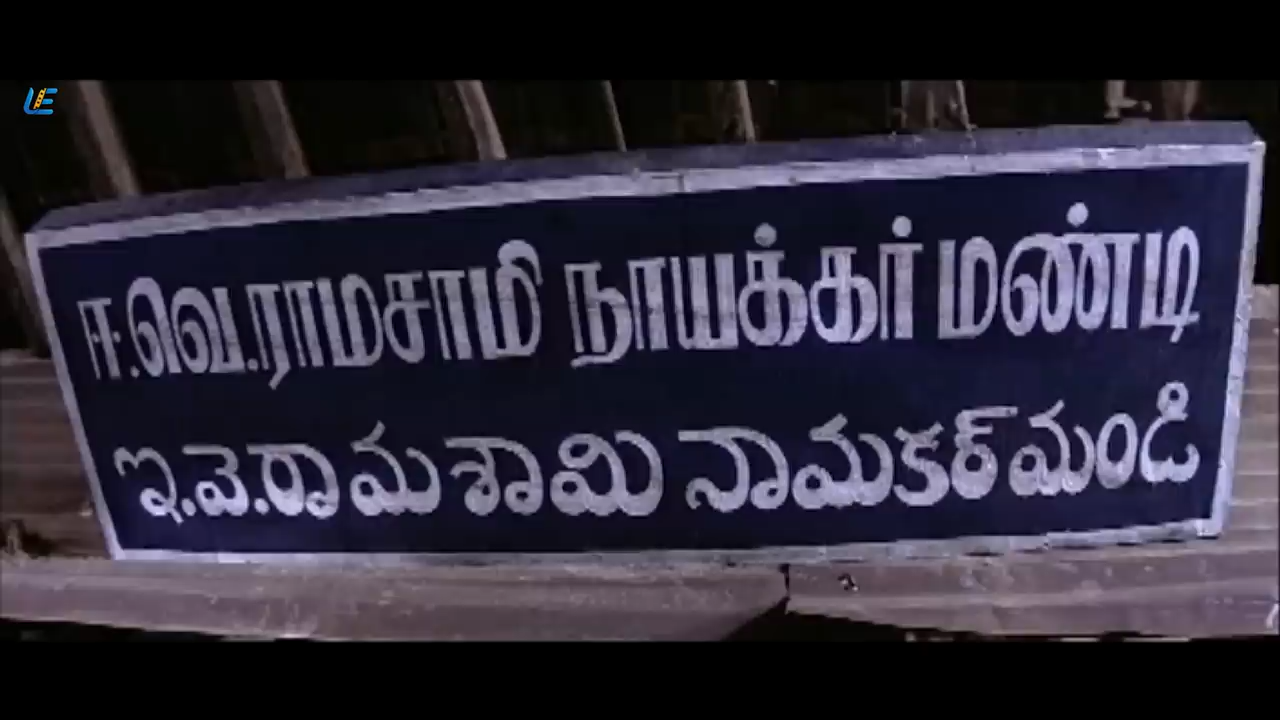 ஈ.வெ.ராமசாமி நாயக்கர் மண்டி
ఇ.వె.రామశామి నామకర్ మండి